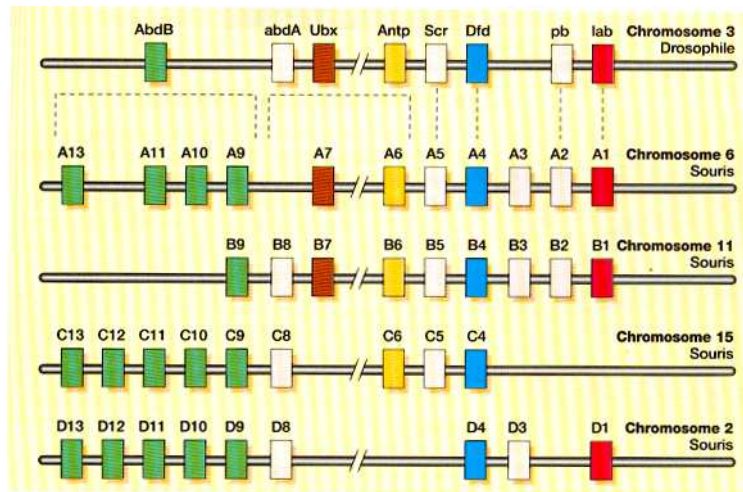 AbdB abdA Ubx Antp Scr Dfd pb lab Chromosome 3
Drosophile
A13 A11 A10 A9 A7 A6 A5 A4 A3 A2 A1 Chromosome 6
Souris
B9 B8 B7 B6 B5 B4 B3 B2 B1 Chromosome 11
Souris
C13 C12 C11 C10 C9 C8 C6 C5 C4 Chromosome 15
Souris
D13 D12 D11 D10 D9 D8 D4 D3 D1 Chromosome 2
Souris